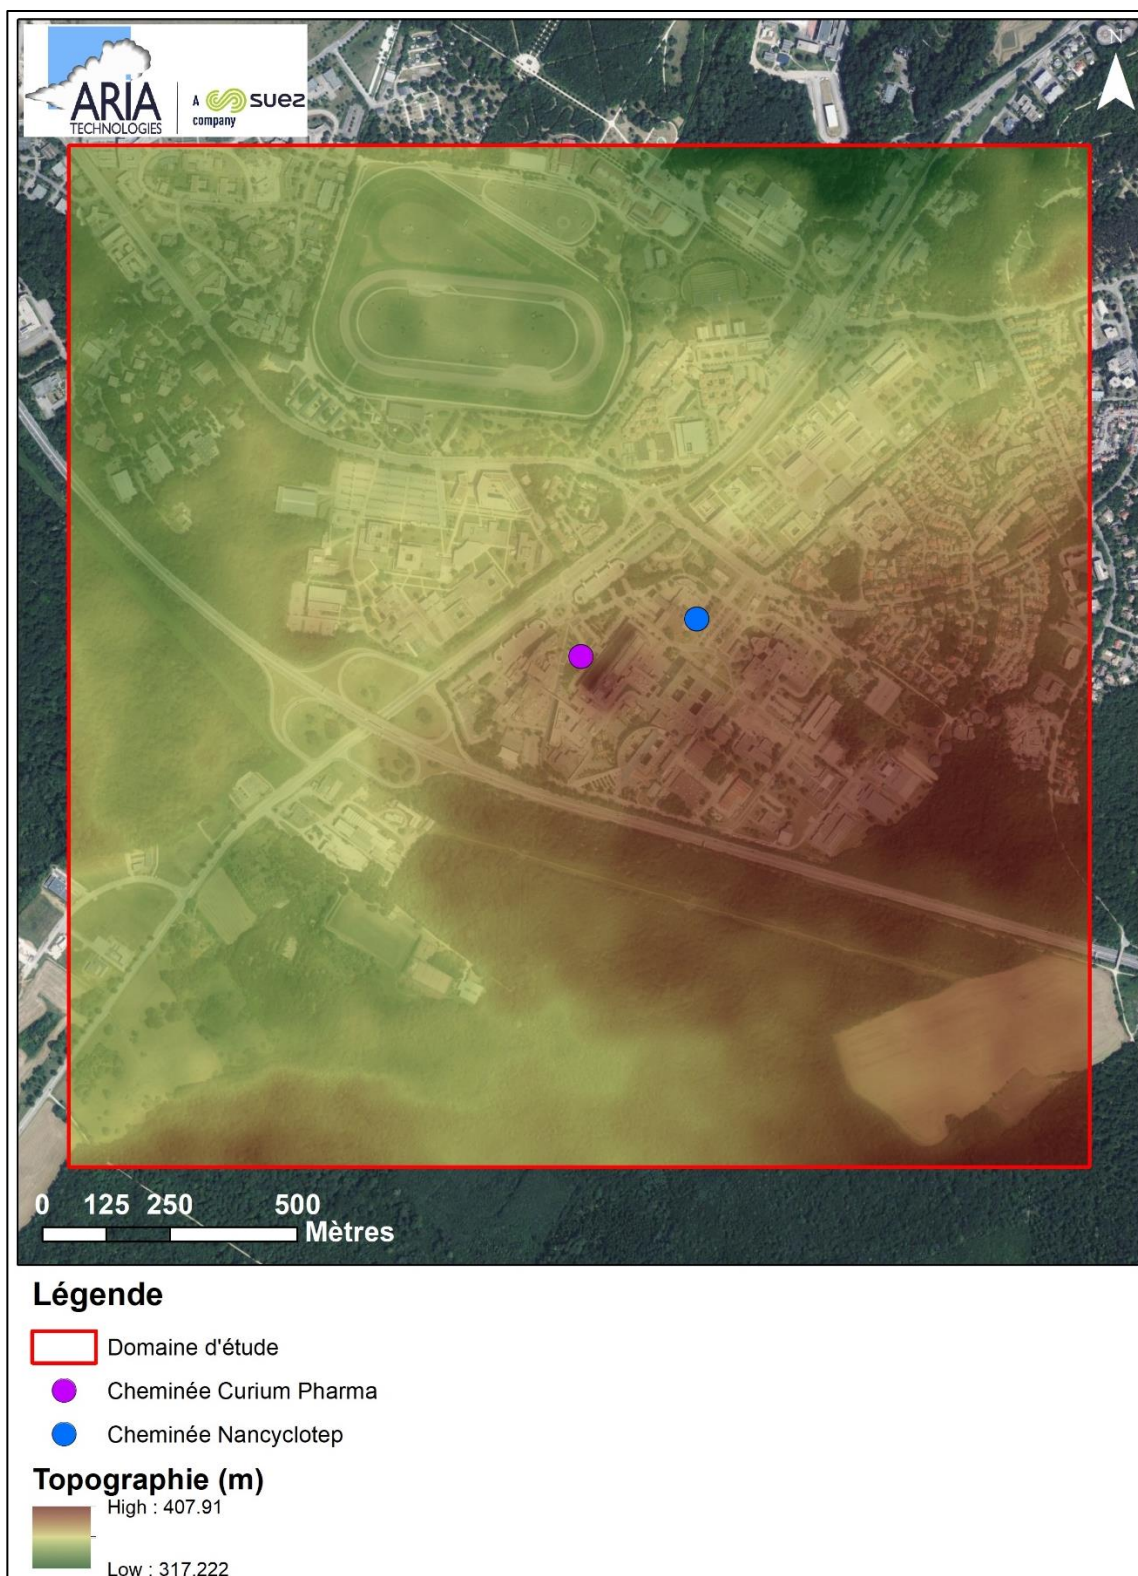 ARIA
TECHNOLOGIES
A
company
suez
N
0 125 250 500
Mètres
Légende
Domaine d'étude
Cheminée Curium Pharma
Cheminée Nancyclotep
Topographie (m)
High : 407.91
Low : 317.222